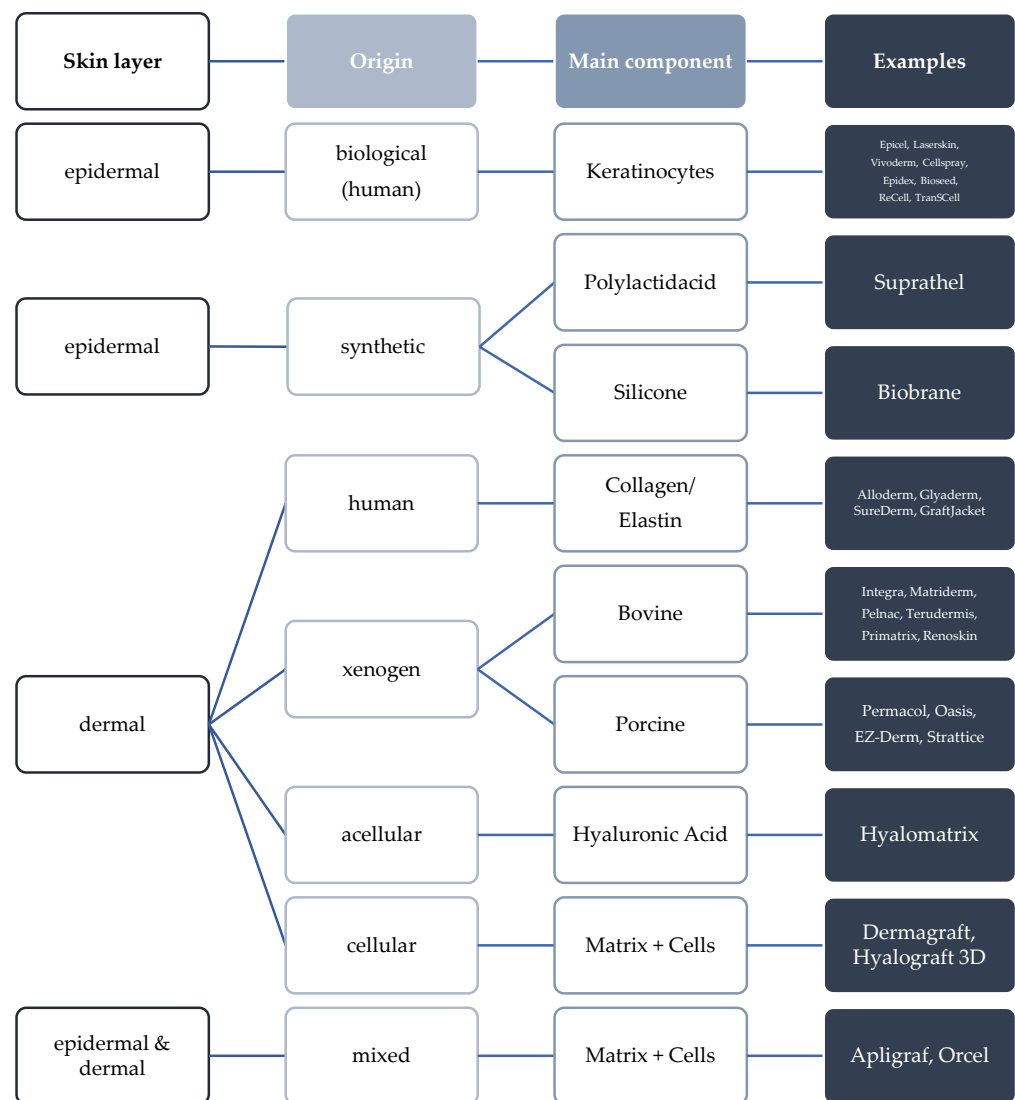 Skin layer
Origin
Main component
Examples
epidermal
biological
(human)
Keratinocytes
Epicel, Laserskin,
Vivoderm, Cellspray,
Epidex, Bioseed,
ReCell, TranSCell
epidermal
synthetic
Polylactidacid
Suprathel
Silicone
Biobrane
dermal
human
Collagen/
Elastin
Alloderm, Glyaderm,
SureDerm, GraftJacket
xenogen
Bovine
Integra, Matriderm,
Pelnac, Terudermis,
Primatrix, Renoskin
Porcine
Permacol, Oasis,
EZ-Derm, Strattice
acellular
Hyaluronic Acid
Hyalomatrix
cellular
Matrix + Cells
Dermagraft,
Hyalograft 3D
epidermal &
dermal
mixed
Matrix + Cells
Apligraf, Orcel